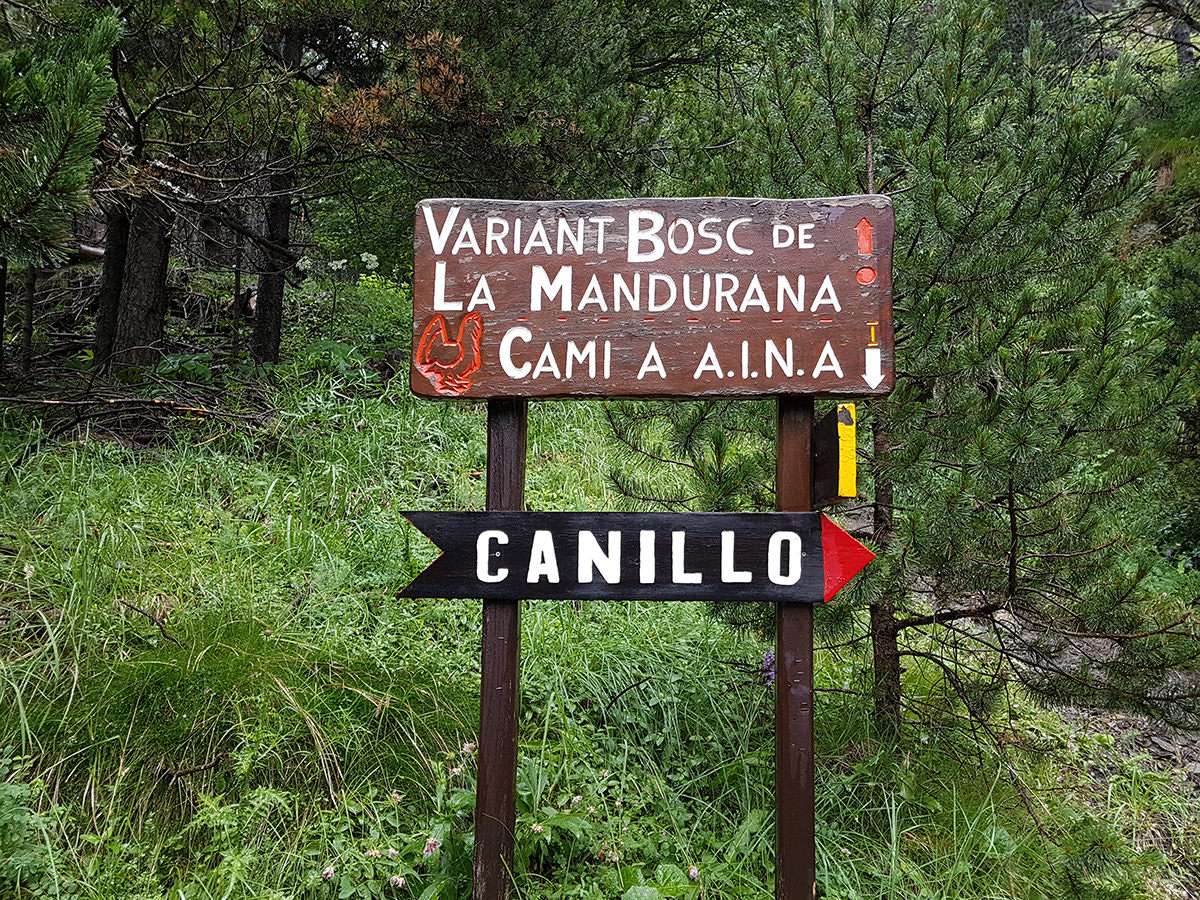 VARIANT BOSC DE
LA MANDURANA
CAMI A A.I.N.A
CANILLO